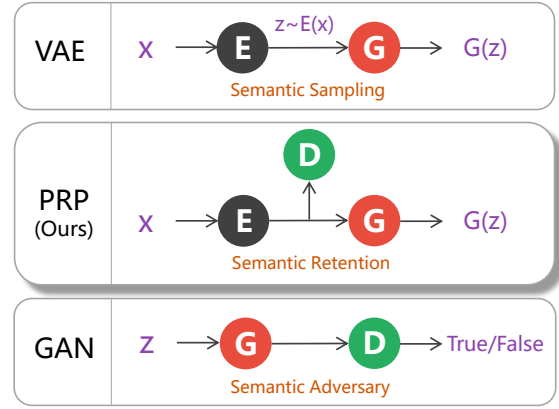 VAE x E z~E(x) G G(z)
Semantic Sampling
D
PRP
(Ours) x E G G(z)
Semantic Retention
GAN z G D True/False
Semantic Adversary